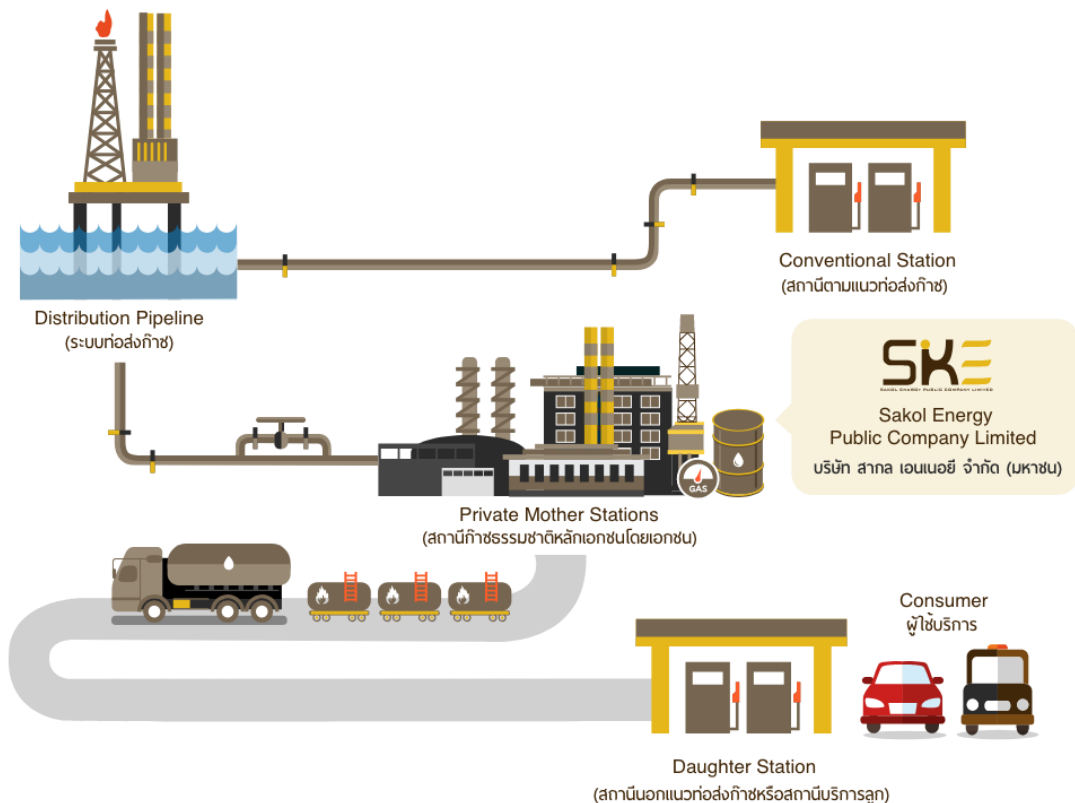 Conventional Station
(สถานีตามแนวท่อส่งก๊าซ)
Distribution Pipeline
(ระบบท่อส่งก๊าซ)
SKE
SAKOL ENERGY PUBLIC COMPANY LIMITED
Sakol Energy
Public Company Limited
บริษัท สากล เอนเนอยี จำกัด (มหาชน)
GAS
Private Mother Stations
(สถานีก๊าซธรรมชาติหลักเอกชนโดยเอกชน)
Consumer
ผู้ใช้บริการ
Daughter Station
(สถานีนอกแนวท่อส่งก๊าซหรือสถานีบริการลูก)